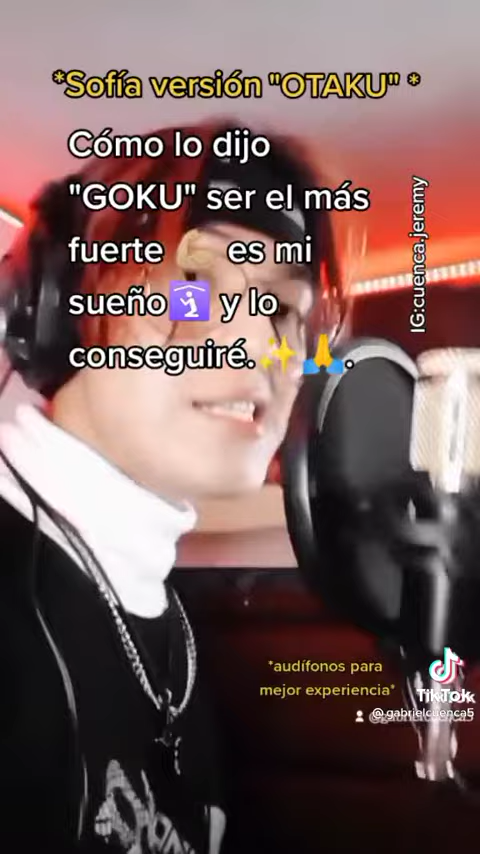 *Sofía versión "OTAKU" *
Cómo lo dijo
"GOKU" ser el más
fuerte 💪🏼 es mi
sueño🛐 y lo
conseguiré.✨🙏.
IG:cuenca.jeremy
*audífonos para
mejor experiencia*
TikTok
@gabrielcuenca5